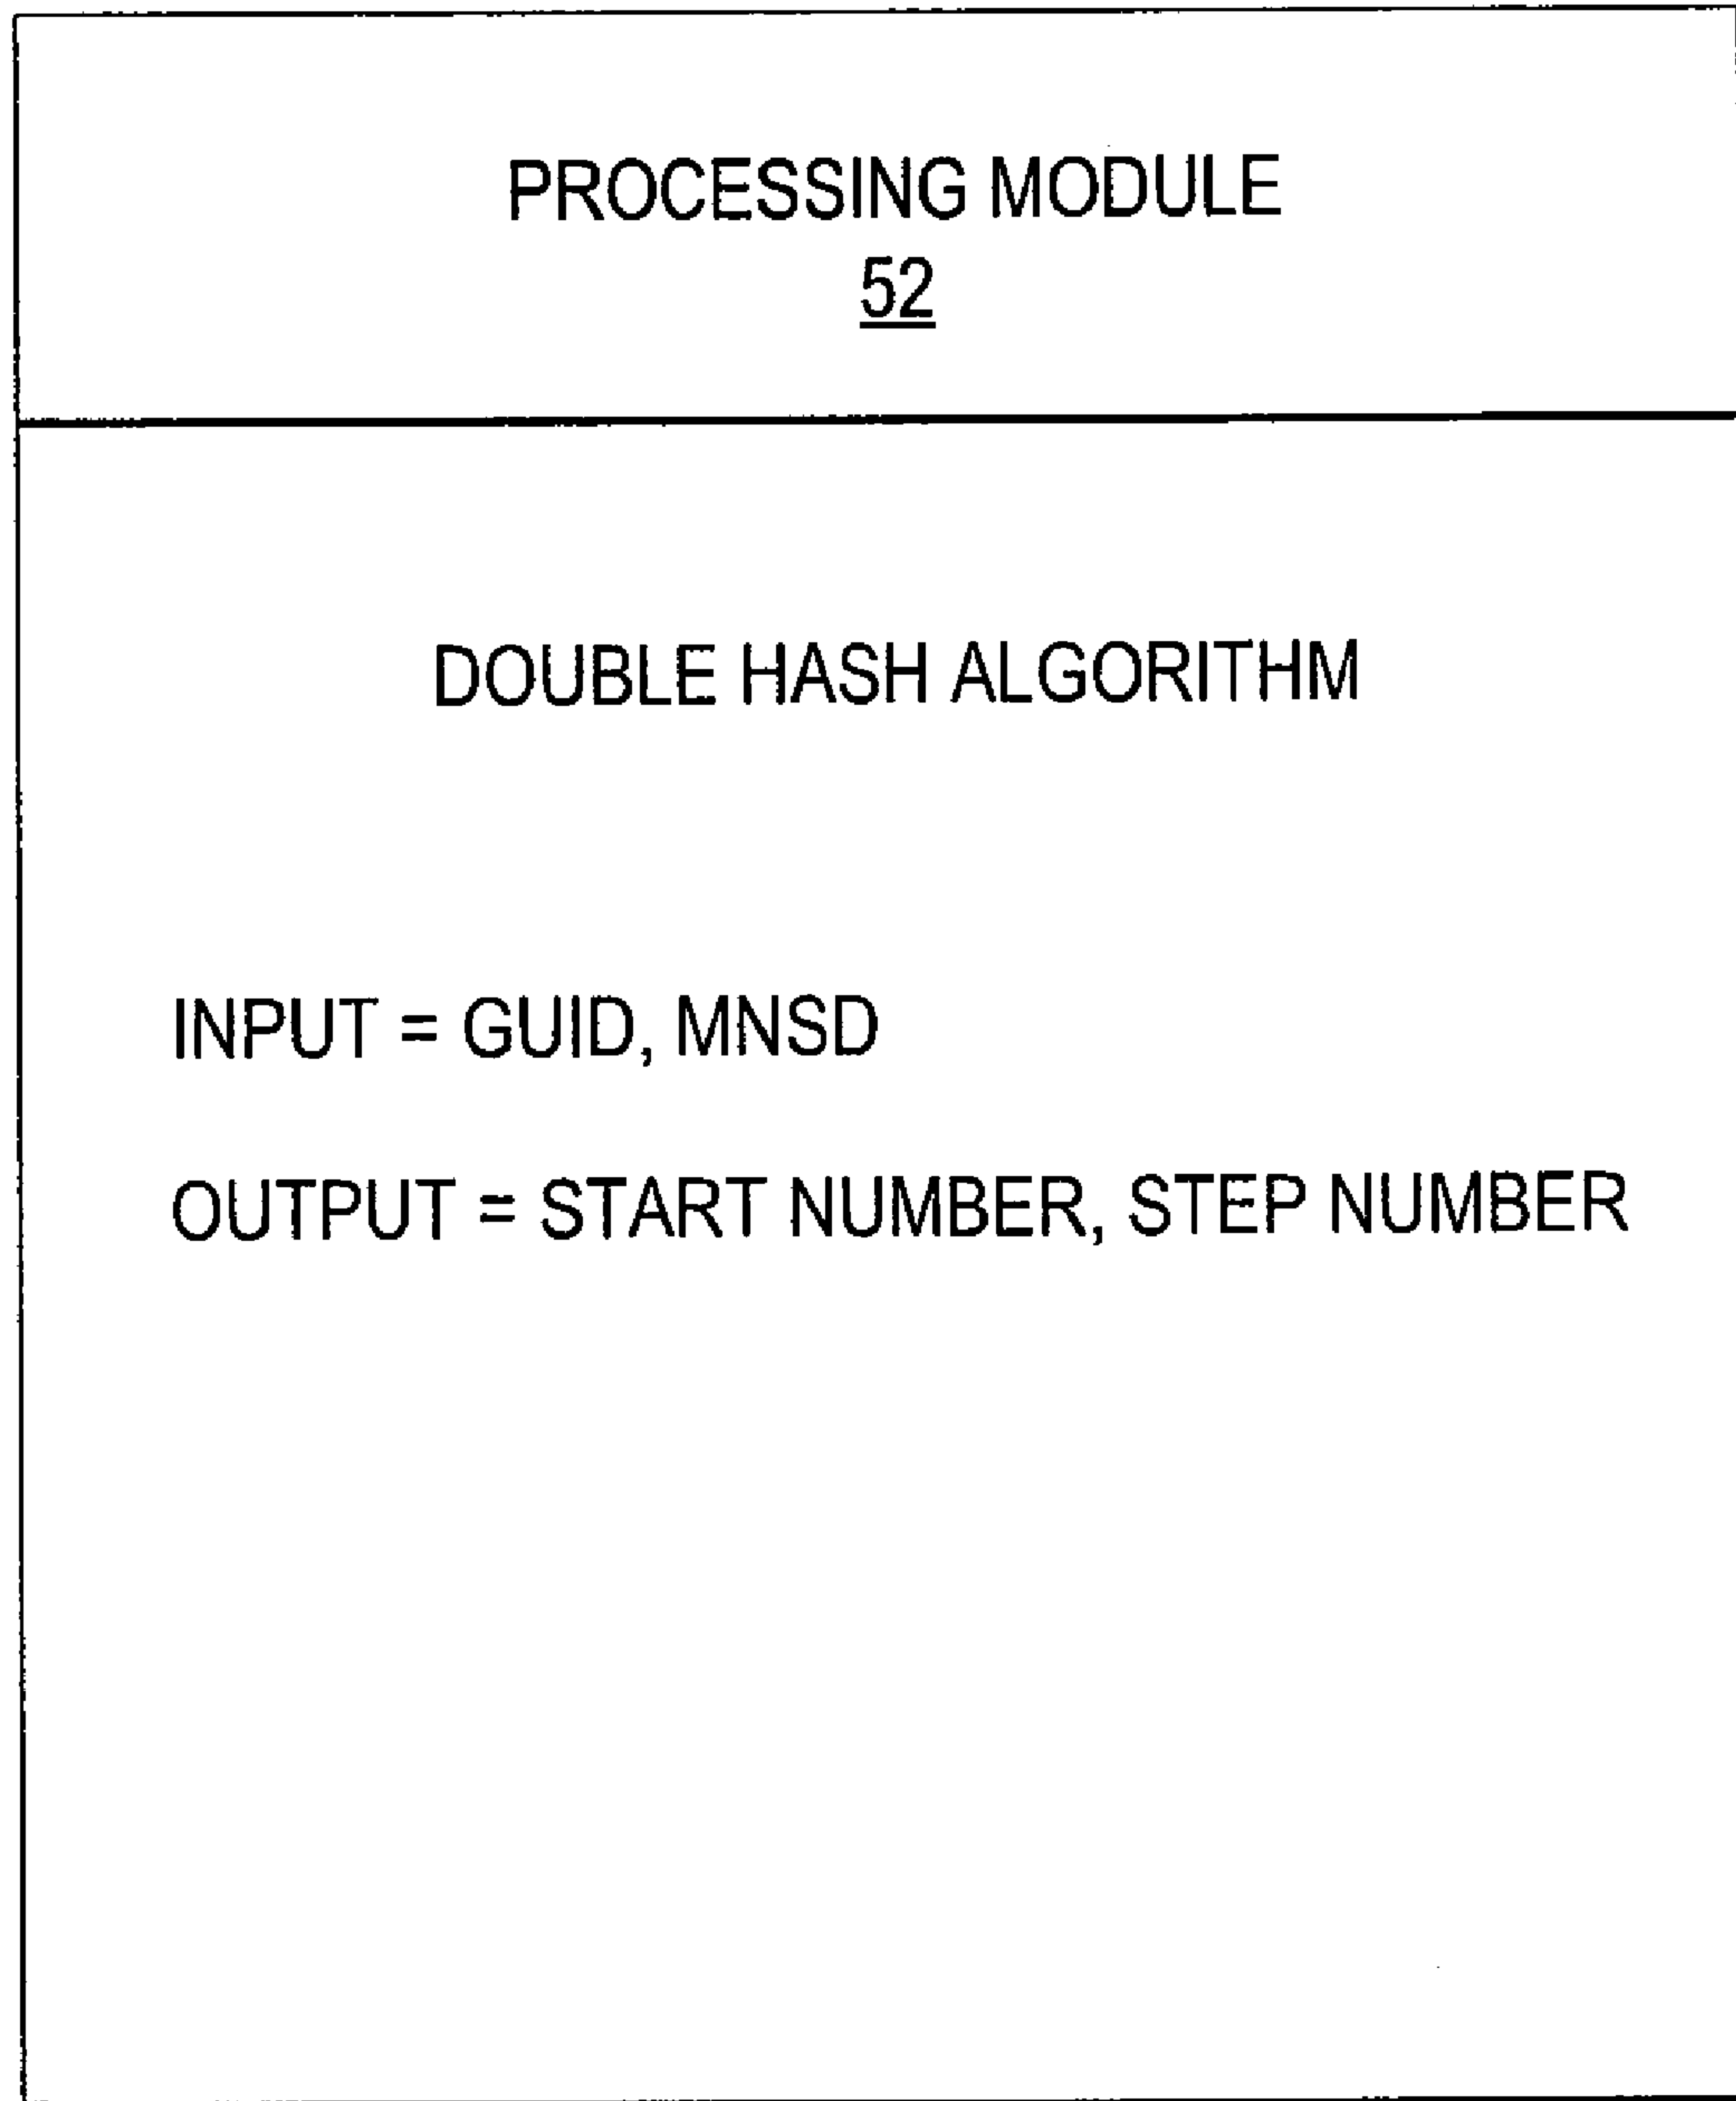 PROCESSING MODULE
52
DOUBLE HASH ALGORITHM
INPUT = GUID, MNSD
OUTPUT = START NUMBER, STEP NUMBER